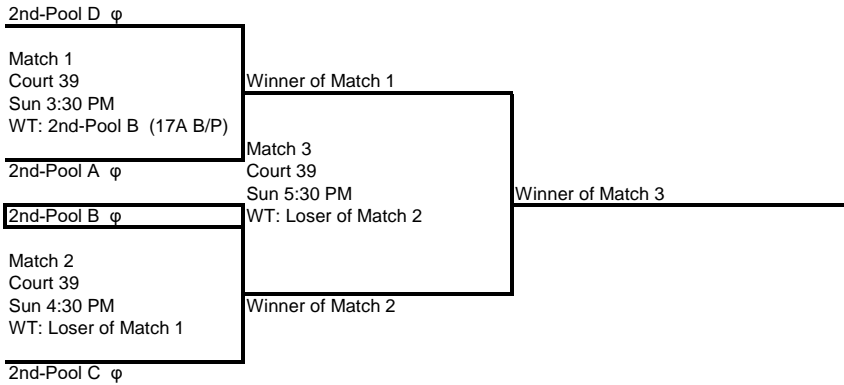 2nd-Pool D φ
Match 1
Court 39
Sun 3:30 PM
WT: 2nd-Pool B (17A B/P)
2nd-Pool A φ
Winner of Match 1
2nd-Pool B φ
Match 2
Court 39
Sun 4:30 PM
WT: Loser of Match 1
2nd-Pool C φ
Winner of Match 2
Match 3
Court 39
Sun 5:30 PM
WT: Loser of Match 2
Winner of Match 3